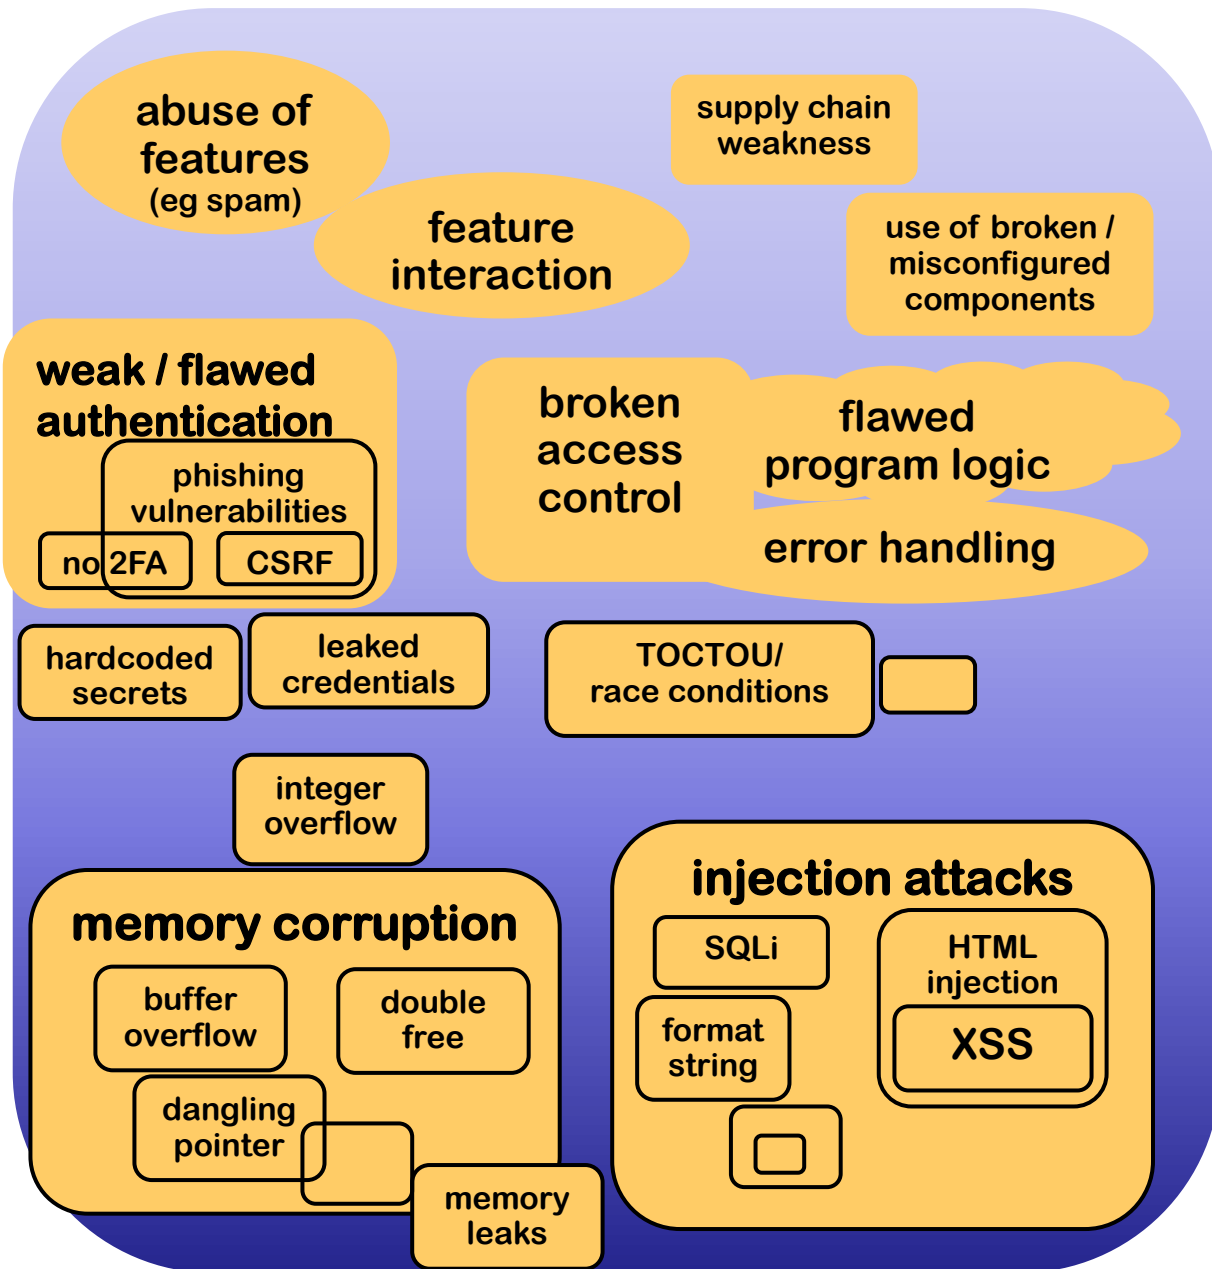 abuse of
features
(eg spam)
supply chain
weakness
feature
interaction
use of broken /
misconfigured
components
weak / flawed
authentication
phishing
vulnerabilities
no 2FA
CSRF
broken
access
control
flawed
program logic
error handling
hardcoded
secrets
leaked
credentials
TOCTOU/
race conditions
integer
overflow
memory corruption
buffer
overflow
double
free
dangling
pointer
memory
leaks
injection attacks
SQLi
HTML
injection
XSS
format
string